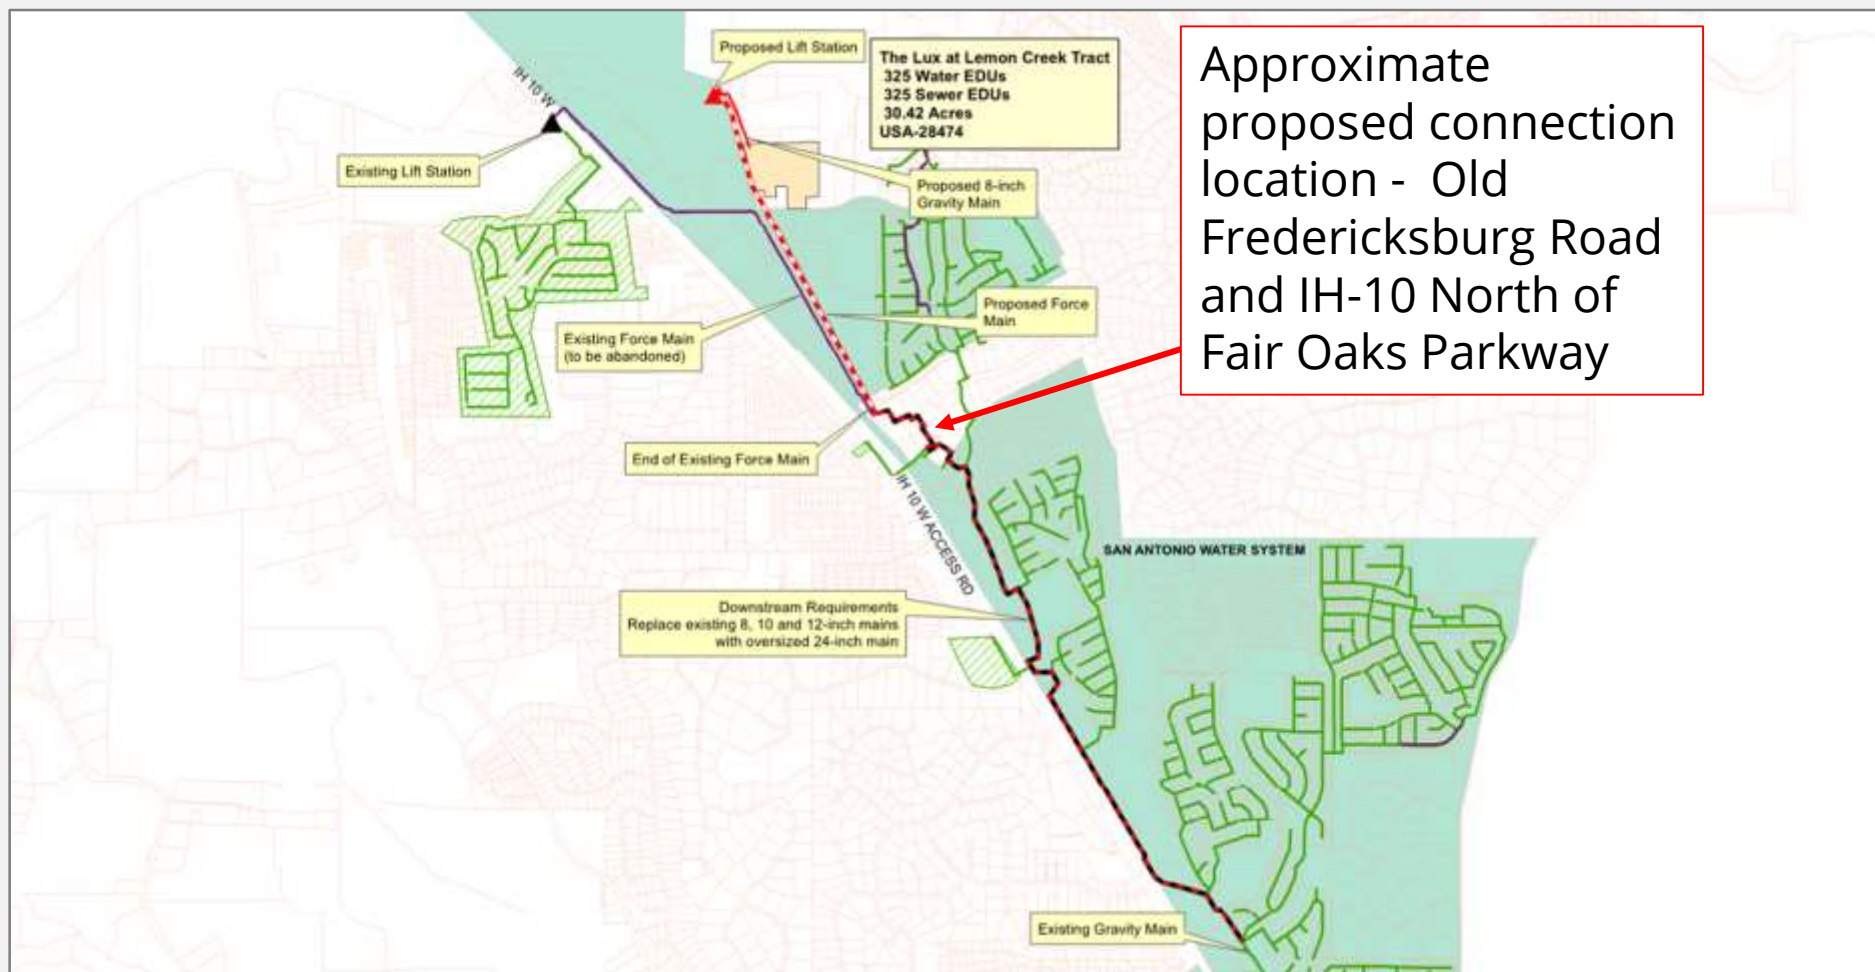 Proposed Lift Station
The Lux at Lemon Creek Tract
325 Water EDUs
325 Sewer EDUs
30.42 Acres
USA-28474
Approximate
proposed connection
location - Old
Fredericksburg Road
and IH-10 North of
Fair Oaks Parkway
IH 10 W
Existing Lift Station
Proposed 8-inch
Gravity Main
Proposed Force
Main
Existing Force Main
(to be abandoned)
End of Existing Force Main
IH 10 W ACCESS RD
SAN ANTONIO WATER SYSTEM
Downstream Requirements
Replace existing 8, 10 and 12-inch mains
with oversized 24-inch main
Existing Gravity Main